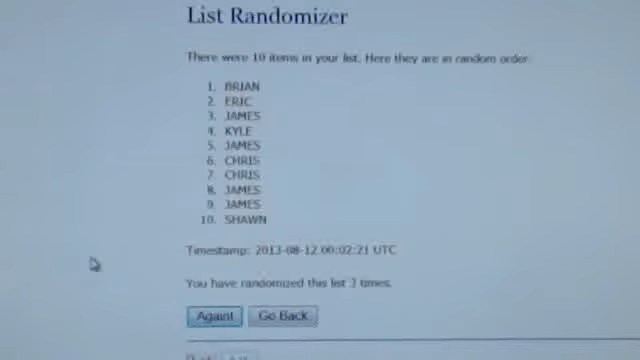 List Randomizer
There were 10 items in your list. Here they are in random order:
1. BRIAN
2. ERIC
3. JAMES
4. KYLE
5. JAMES
6. CHRIS
7. CHRIS
8. JAMES
9. JAMES
10. SHAWN
Timestamp: 2013-08-12 00:02:21 UTC
You have randomized this list times.
Again!
Go Back